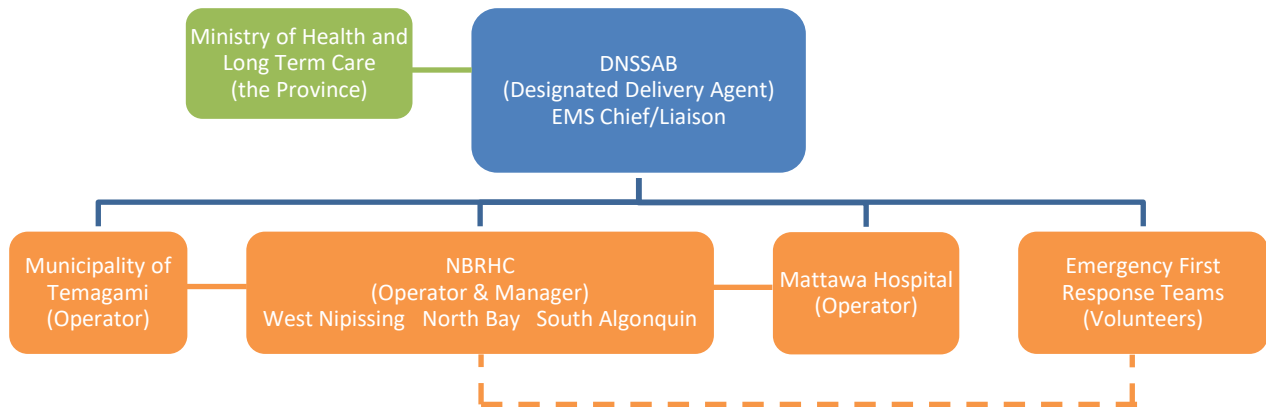 Ministry of Health and
Long Term Care
(the Province)
DNSSAB
(Designated Delivery Agent)
EMS Chief/Liaison
Municipality of
Temagami
(Operator)
NBRHC
(Operator & Manager)
West Nipissing North Bay South Algonquin
Mattawa Hospital
(Operator)
Emergency First
Response Teams
(Volunteers)